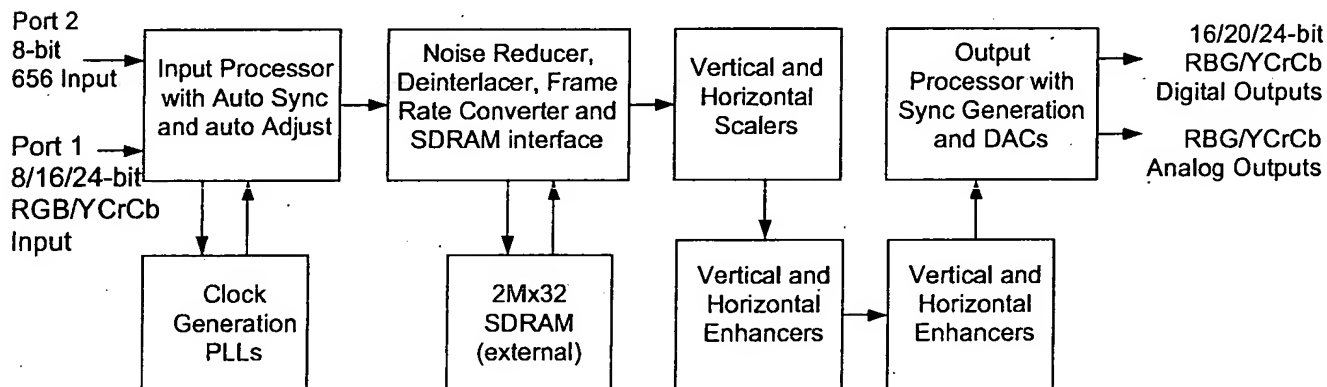 Port 2
8-bit
656 Input
Port 1
8/16/24-bit
RGB/YCrCb
Input
Input Processor
with Auto Sync
and auto Adjust
Clock
Generation
PLLs
Noise Reducer,
Deinterlacer, Frame
Rate Converter and
SDRAM interface
2Mx32
SDRAM
(external)
Vertical and
Horizontal
Scalers
Vertical and
Horizontal
Enhancers
Vertical and
Horizontal
Enhancers
Output
Processor with
Sync Generation
and DACs
16/20/24-bit
RBG/YCrCb
Digital Outputs
RBG/YCrCb
Analog Outputs